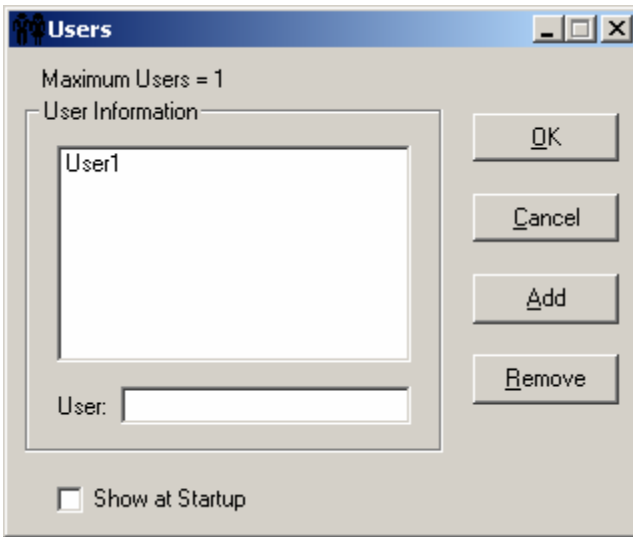 Users
Maximum Users = 1
User Information
User1
User:
Show at Startup
OK
Cancel
Add
Remove